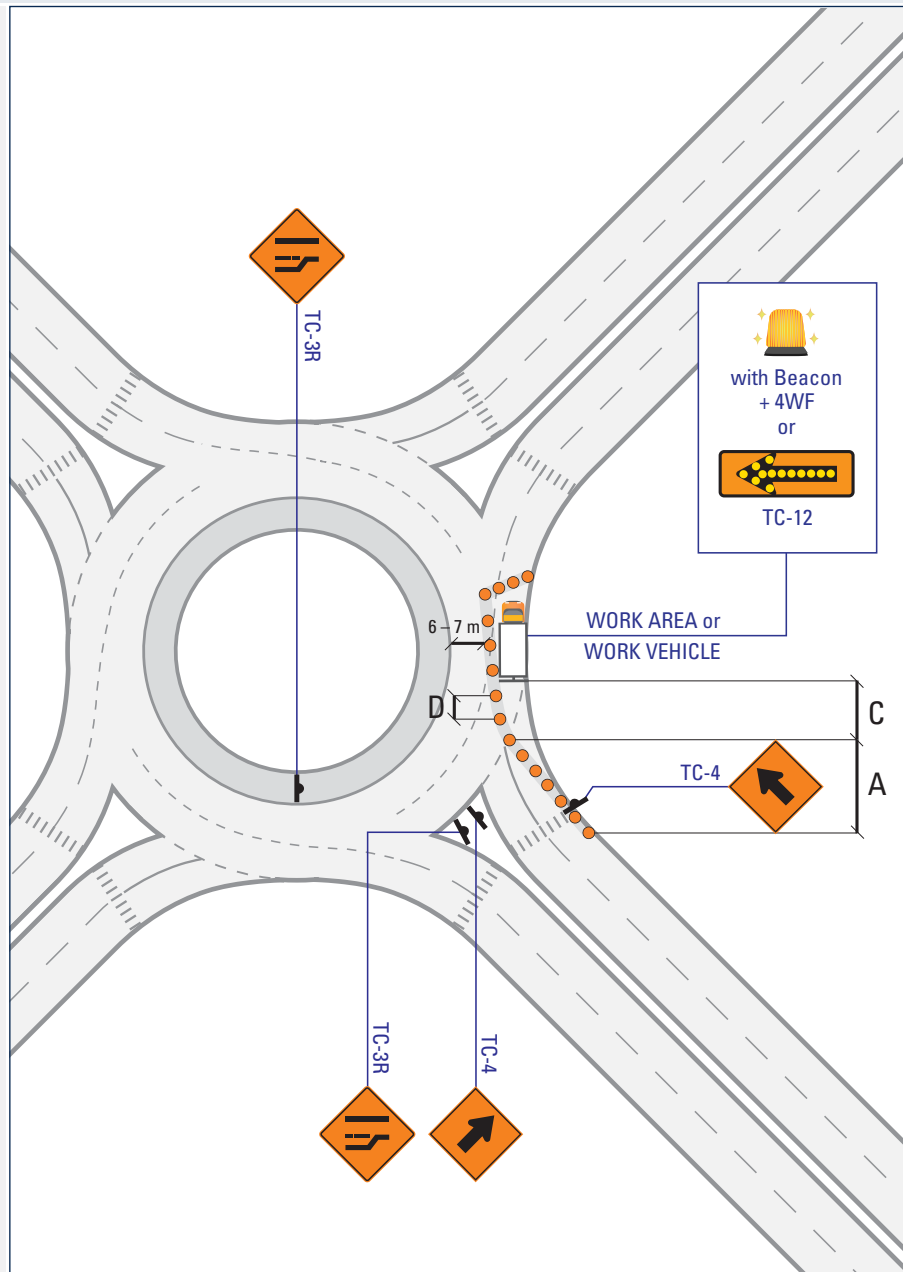 TC-3R
with Beacon
+ 4WF
or
TC-12
6 – 7 m
WORK AREA or
WORK VEHICLE
D
C
TC-4
A
TC-3R
TC-4